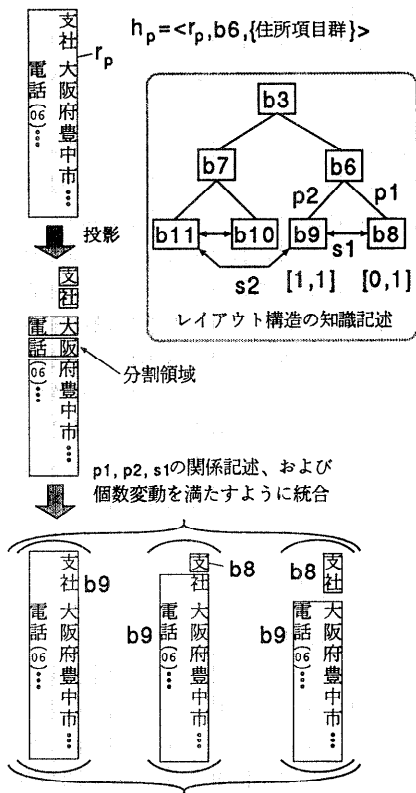 支社 大阪府豊中市…
電話(06)…
r_p
h_p=<r_p,b6,{住所項目群}>
b3
b7
b6
p2
p1
b11
b10
b9
b8
s1
s2
[1,1]
[0,1]
レイアウト構造の知識記述
投影
支社
大阪府豊中市…
電話(06)…
分割領域
p1, p2, s1の関係記述、および
個数変動を満たすように統合
支社 大阪府豊中市…
電話(06)…
b9
支
b8
社 大阪府豊中市…
電話(06)…
b9
b8
支社
大阪府豊中市…
電話(06)…
b9